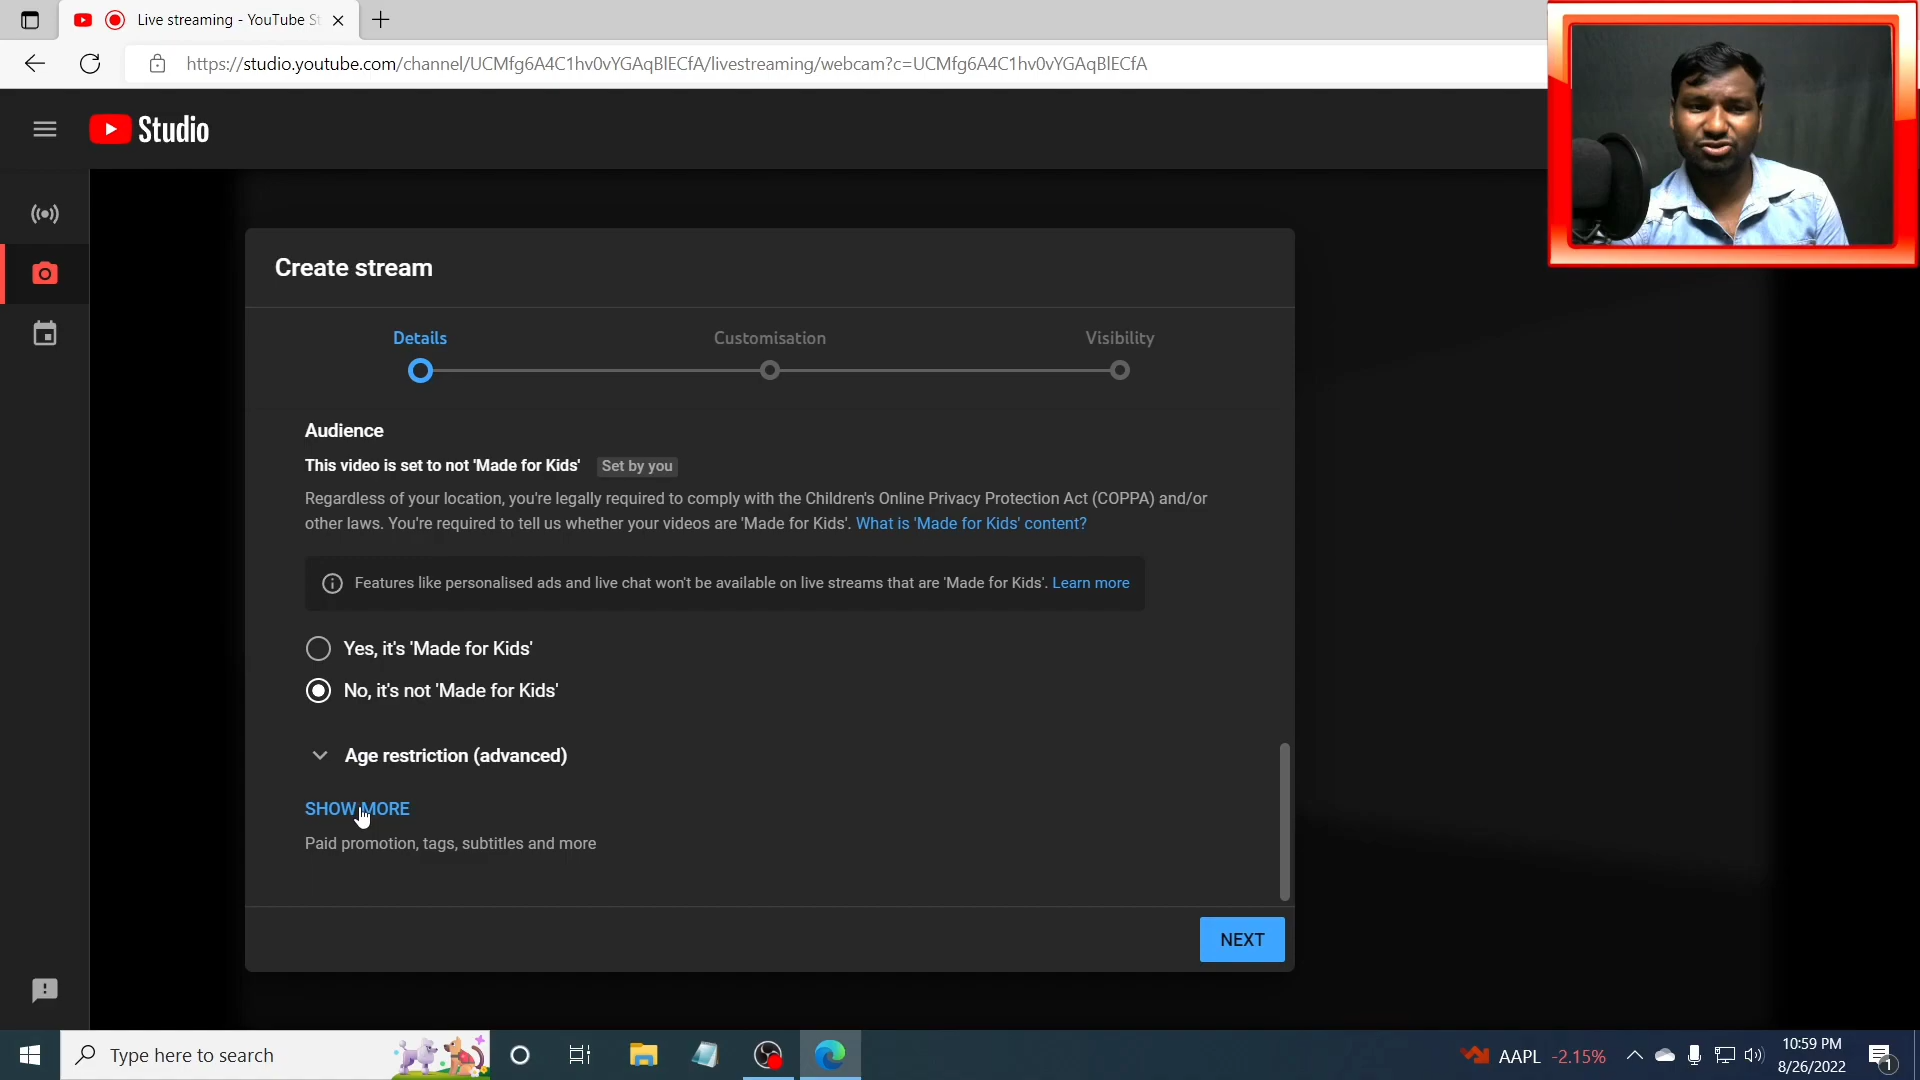 Live streaming - YouTube S
https://studio.youtube.com/channel/UCMfg6A4C1hv0vYGAqBlECfA/livestreaming/webcam?c=UCMfg6A4C1hv0vYGAqBlECfA
Studio
Create stream
Details
Customisation
Visibility
Audience
This video is set to not 'Made for Kids' Set by you
Regardless of your location, you're legally required to comply with the Children's Online Privacy Protection Act (COPPA) and/or
other laws. You're required to tell us whether your videos are 'Made for Kids'. What is 'Made for Kids' content?
Features like personalised ads and live chat won't be available on live streams that are 'Made for Kids'. Learn more
Yes, it's 'Made for Kids'
No, it's not 'Made for Kids'
Age restriction (advanced)
SHOW MORE
Paid promotion, tags, subtitles and more
NEXT
Type here to search
AAPL -2.15%
10:59 PM
8/26/2022
1